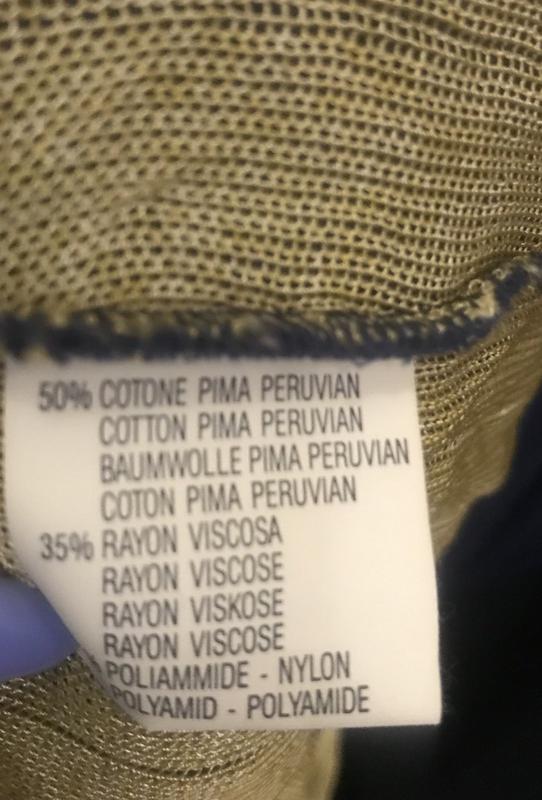 50% COTONE PIMA PERUVIAN
COTTON PIMA PERUVIAN
BAUMWOLLE PIMA PERUVIAN
COTON PIMA PERUVIAN
35% RAYON VISCOSA
RAYON VISCOSE
RAYON VISKOSE
RAYON VISCOSE
POLIAMMIDE - NYLON
POLYAMID - POLYAMIDE